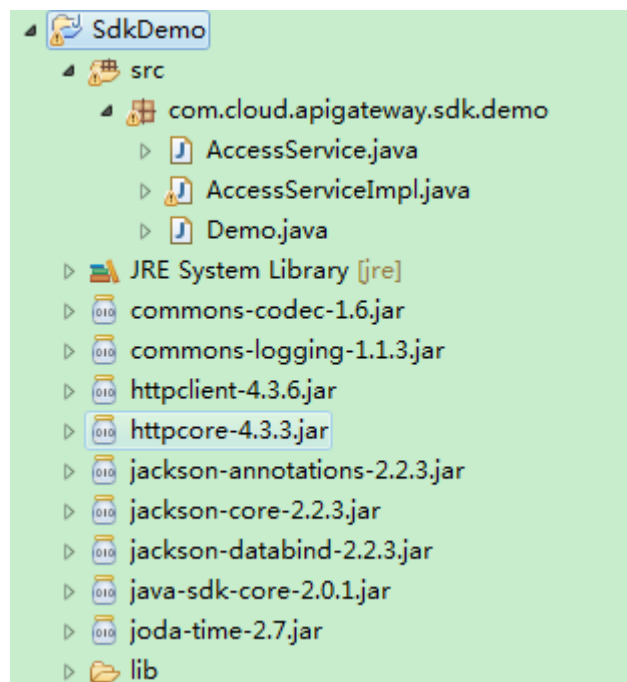 SdkDemo
src
com.cloud.apigateway.sdk.demo
AccessService.java
AccessServiceImpl.java
Demo.java
JRE System Library [jre]
commons-codec-1.6.jar
commons-logging-1.1.3.jar
httpclient-4.3.6.jar
httpcore-4.3.3.jar
jackson-annotations-2.2.3.jar
jackson-core-2.2.3.jar
jackson-databind-2.2.3.jar
java-sdk-core-2.0.1.jar
joda-time-2.7.jar
lib